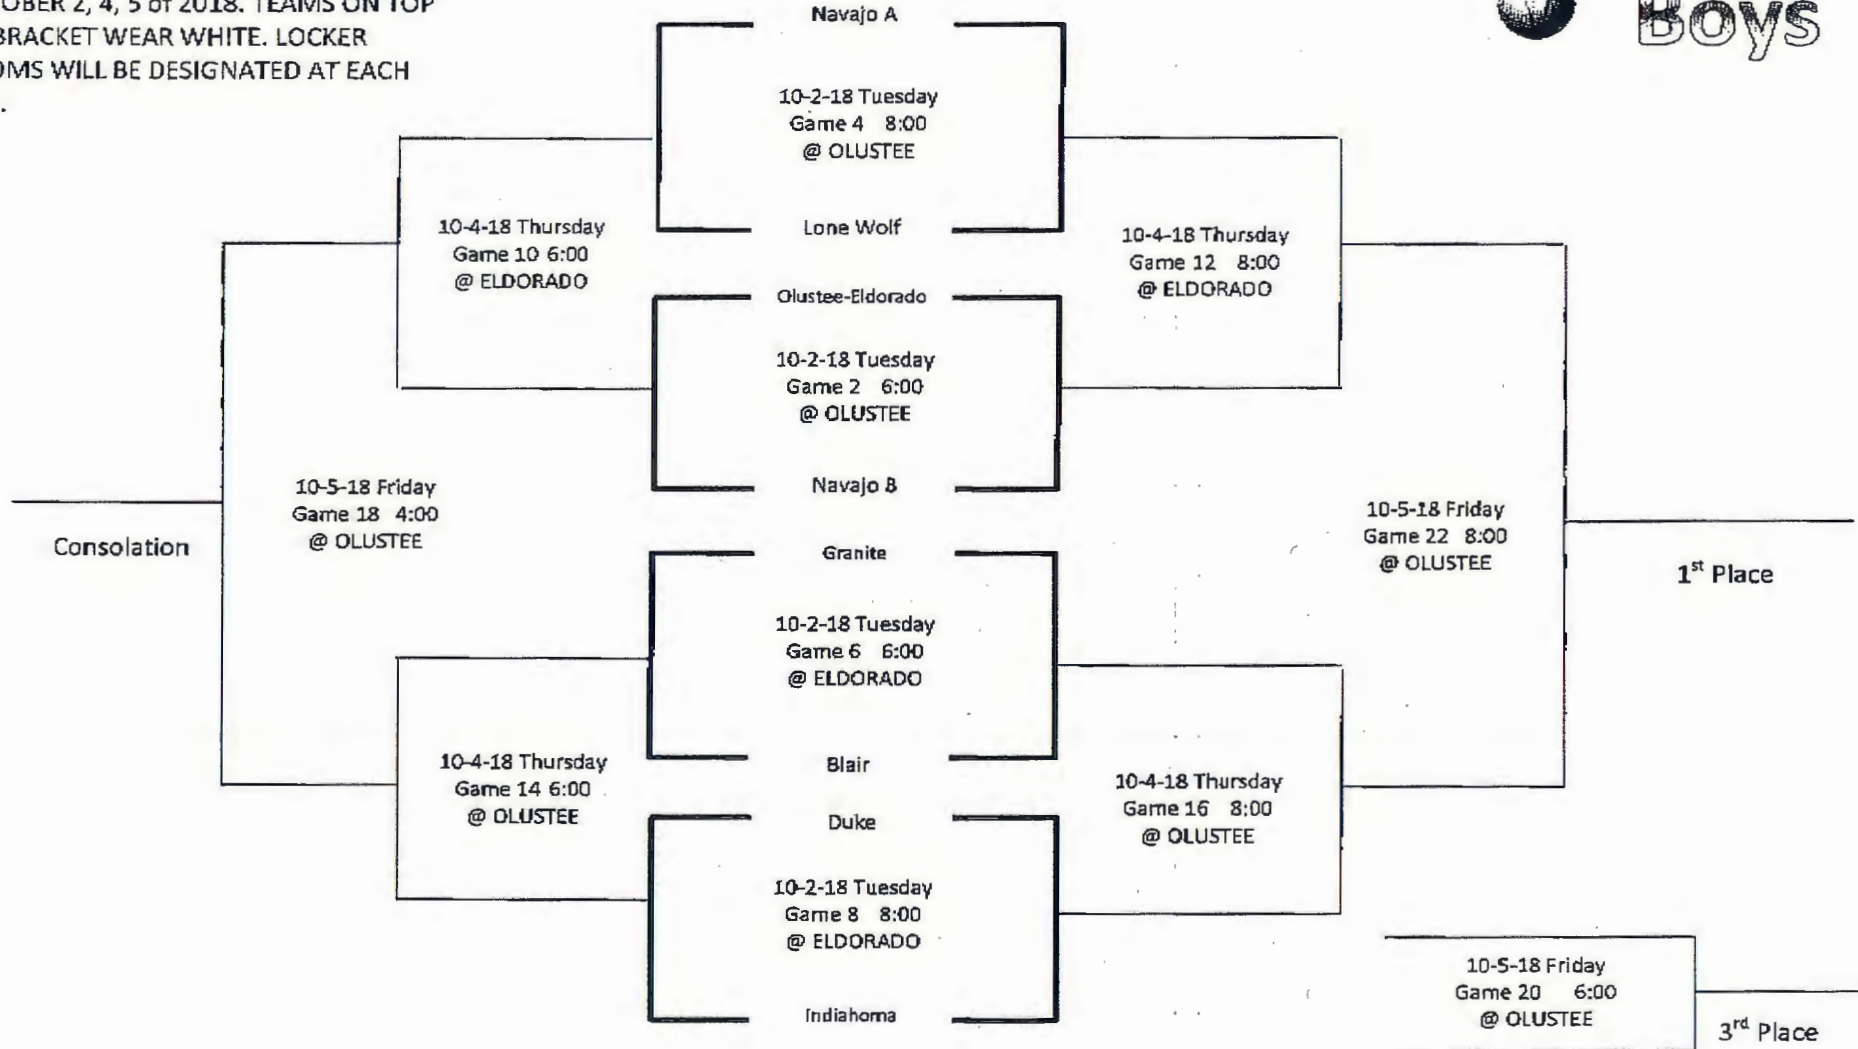 OBER 2, 4, 5 of 2018. TEAMS ON TOP
BRACKET WEAR WHITE. LOCKER
OMS WILL BE DESIGNATED AT EACH
.
Boys
Navajo A
10-2-18 Tuesday
Game 4 8:00
@ OLUSTEE
Lone Wolf
10-4-18 Thursday
Game 10 6:00
@ ELDORADO
10-4-18 Thursday
Game 12 8:00
@ ELDORADO
Olustee-Eldorado
10-2-18 Tuesday
Game 2 6:00
@ OLUSTEE
Navajo B
10-5-18 Friday
Game 18 4:00
@ OLUSTEE
Consolation
10-5-18 Friday
Game 22 8:00
@ OLUSTEE
1st Place
Granite
10-2-18 Tuesday
Game 6 6:00
@ ELDORADO
Blair
10-4-18 Thursday
Game 14 6:00
@ OLUSTEE
10-4-18 Thursday
Game 16 8:00
@ OLUSTEE
Duke
10-2-18 Tuesday
Game 8 8:00
@ ELDORADO
Indiahoma
10-5-18 Friday
Game 20 6:00
@ OLUSTEE
3rd Place